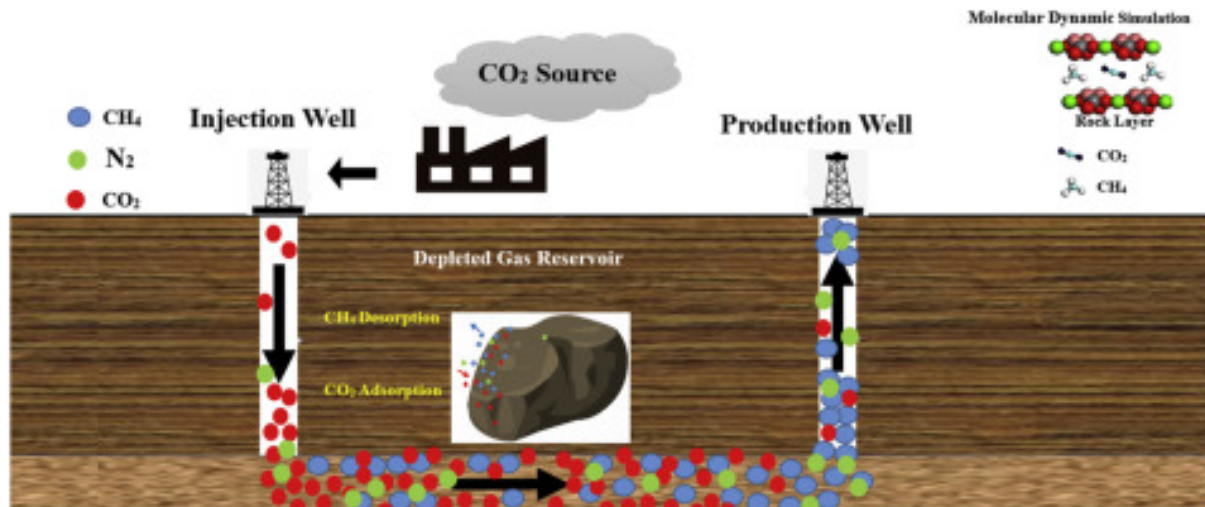 Molecular Dynamic Simulation
CO₂ Source
CH₄
N₂
CO₂
Injection Well
Production Well
Rock Layer
CO₂
CH₄
Depleted Gas Reservoir
CH₄ Desorption
CO₂ Adsorption